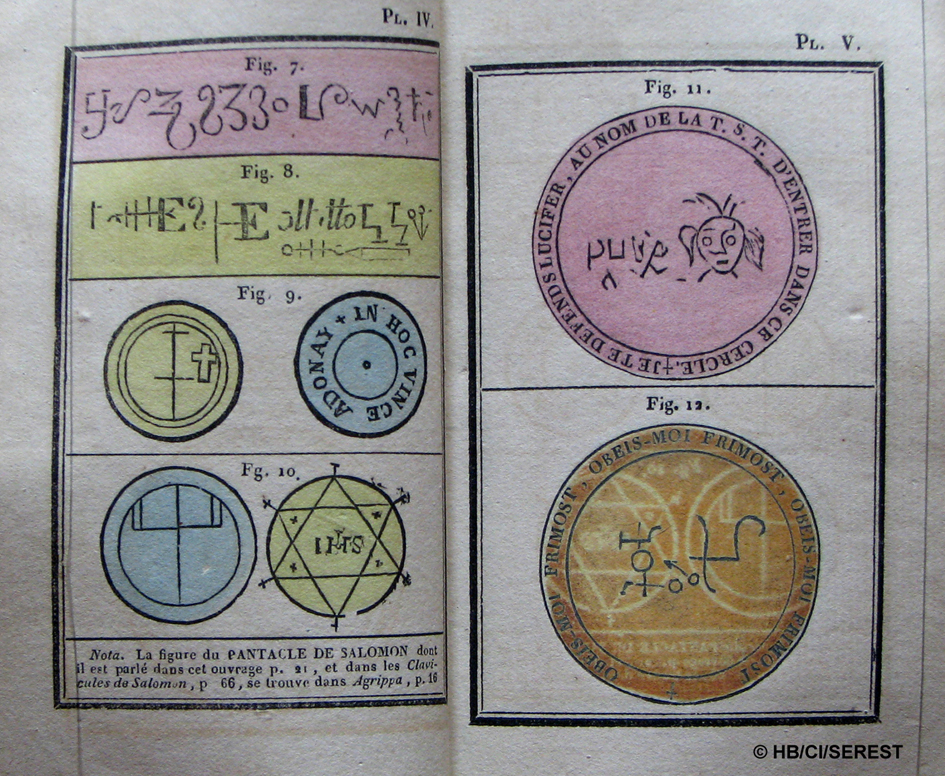 PL. IV.
Fig. 7.
Fig. 8.
Fig. 9.
ADONAY + IN HOC VINCE
Fg. 10.
IHS
Nota. La figure du PANTACLE DE SALOMON dont
il est parlé dans cet ouvrage p. 21, et dans les Clavi-
cules de Salomon, p 66, se trouve dans Agrippa, p. 16
PL. V.
Fig. 11.
JE TE DEFENDS LUCIFER, AU NOM DE LA T. S. T. D'ENTRER DANS CE CERCLE. †
Fig. 12.
OBEIS-MOI FRIMOST, OBEIS-MOI FRIMOST, OBEIS-MOI FRIMOST
© HB/CI/SEREST